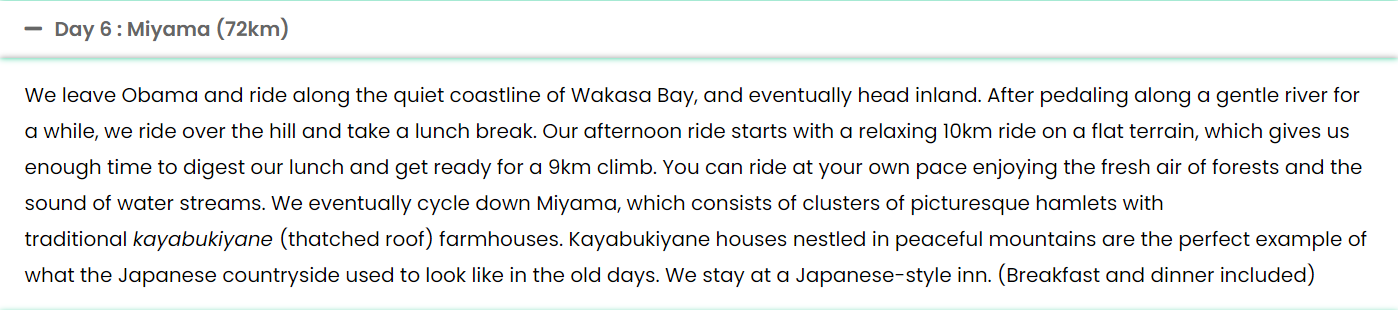 — Day 6 : Miyama (72km)
We leave Obama and ride along the quiet coastline of Wakasa Bay, and eventually head inland. After pedaling along a gentle river for
a while, we ride over the hill and take a lunch break. Our afternoon ride starts with a relaxing 10km ride on a flat terrain, which gives us
enough time to digest our lunch and get ready for a 9km climb. You can ride at your own pace enjoying the fresh air of forests and the
sound of water streams. We eventually cycle down Miyama, which consists of clusters of picturesque hamlets with
traditional kayabukiyane (thatched roof) farmhouses. Kayabukiyane houses nestled in peaceful mountains are the perfect example of
what the Japanese countryside used to look like in the old days. We stay at a Japanese-style inn. (Breakfast and dinner included)